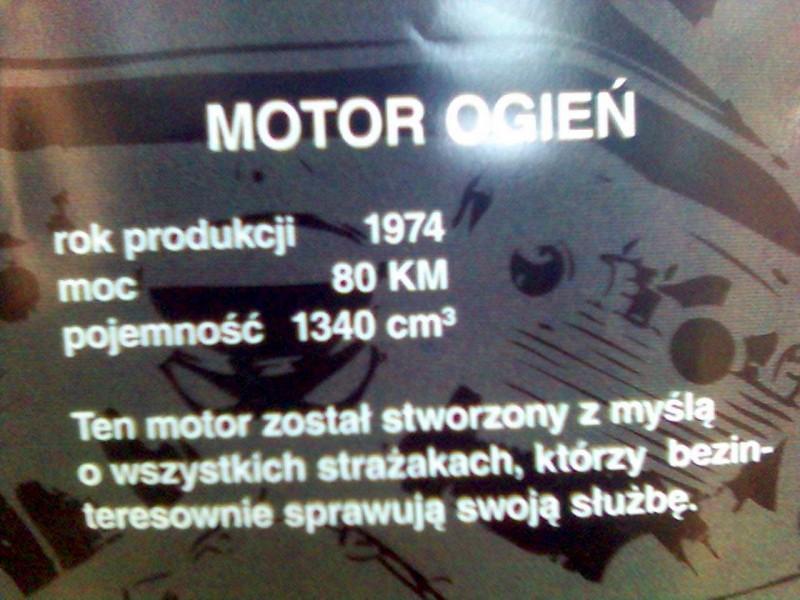 MOTOR OGIEŃ
rok produkcji 1974
moc 80 KM
pojemność 1340 cm³
Ten motor został stworzony z myślą
o wszystkich strażakach, którzy bezin-
teresownie sprawują swoją służbę.